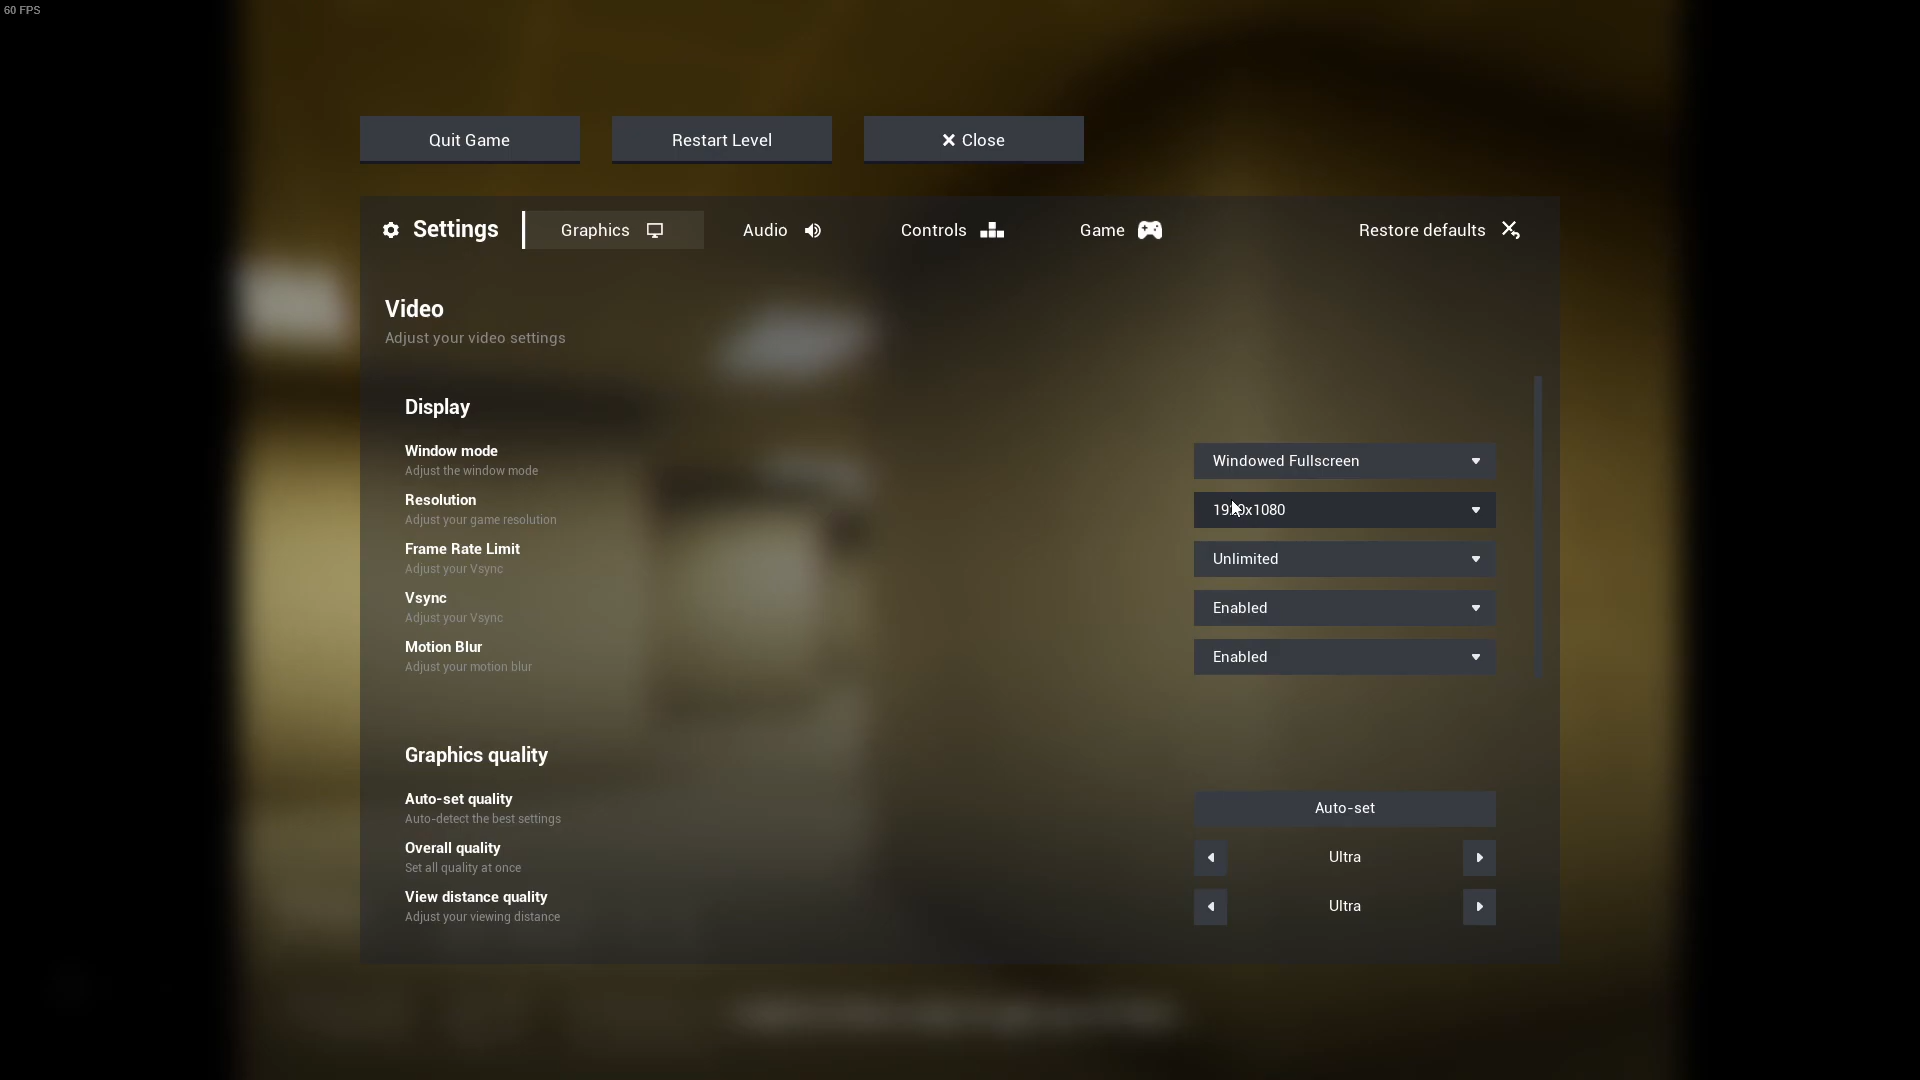 60 FPS
Quit Game
Restart Level
Close
Settings
Graphics
Audio
Controls
Game
Restore defaults
Video
Adjust your video settings
Display
Window mode
Windowed Fullscreen
Adjust the window mode
Resolution
1920x1080
Adjust your game resolution
Frame Rate Limit
Unlimited
Adjust your Vsync
Vsync
Enabled
Adjust your Vsync
Motion Blur
Enabled
Adjust your motion blur
Graphics quality
Auto-set quality
Auto-set
Auto-detect the best settings
Overall quality
Ultra
Set all quality at once
View distance quality
Ultra
Adjust your viewing distance